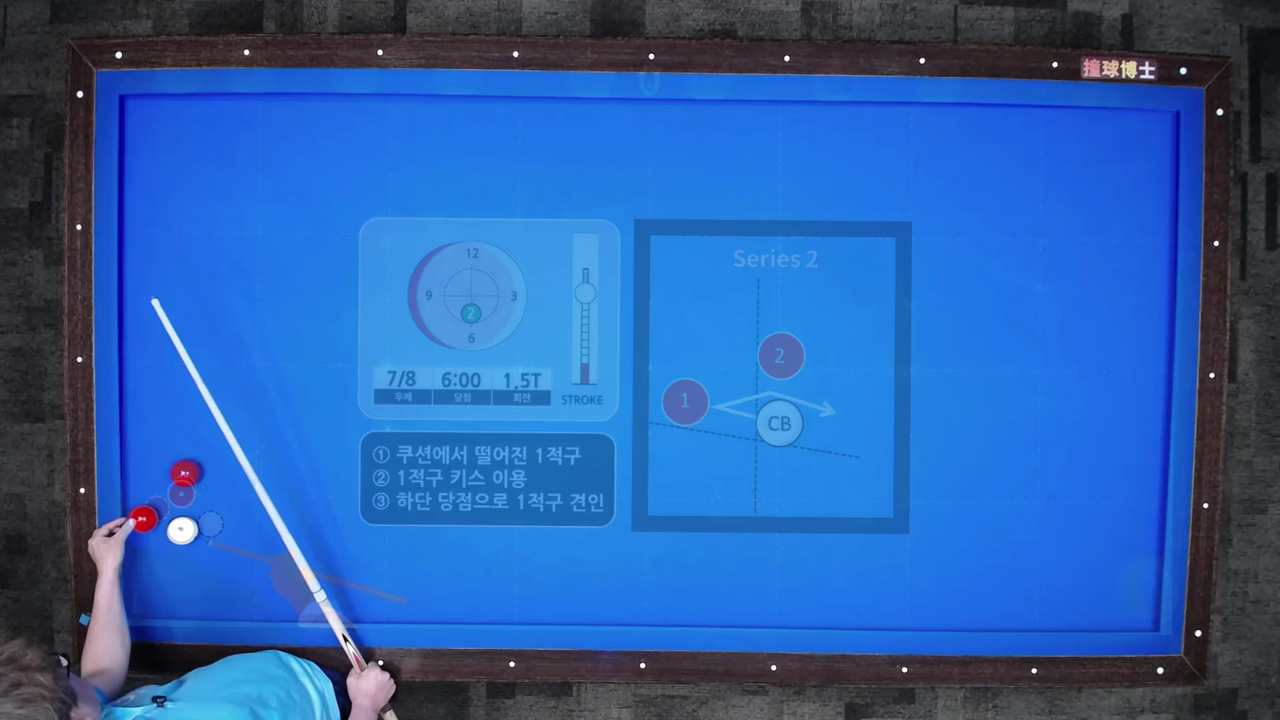 撞球博士
12
9
3
2
6
7/8 6:00 1.5T
두께 당점 회전
STROKE
Series 2
2
1
CB
① 쿠션에서 떨어진 1적구
② 1적구 키스 이용
③ 하단 당점으로 1적구 견인